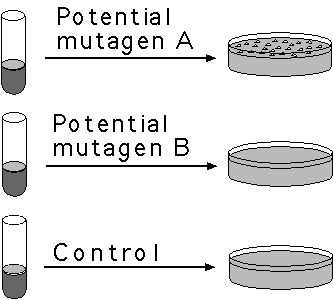 Potential
mutagen A
Potential
mutagen B
Control